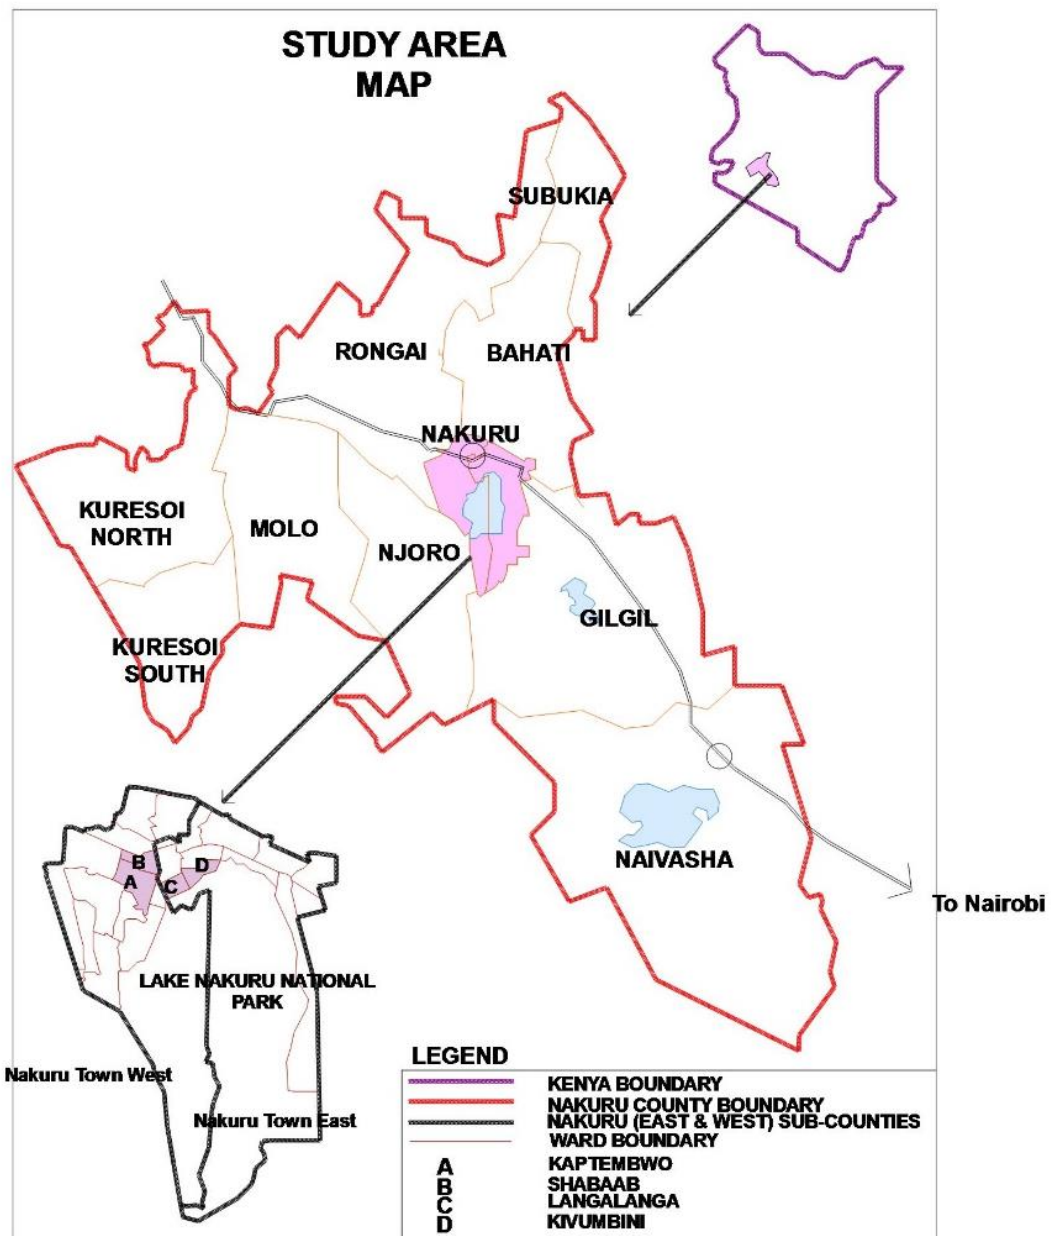 STUDY AREA
MAP
SUBUKIA
RONGAI
BAHATI
NAKURU
KURESOI
NORTH
MOLO
NJORO
GILGIL
KURESOI
SOUTH
NAIVASHA
To Nairobi
B
D
A
C
LAKE NAKURU NATIONAL
PARK
Nakuru Town West
Nakuru Town East
LEGEND
KENYA BOUNDARY
NAKURU COUNTY BOUNDARY
NAKURU (EAST & WEST) SUB-COUNTIES
WARD BOUNDARY
A KAPTEMBWO
B SHABAAB
C LANGALANGA
D KIVUMBINI